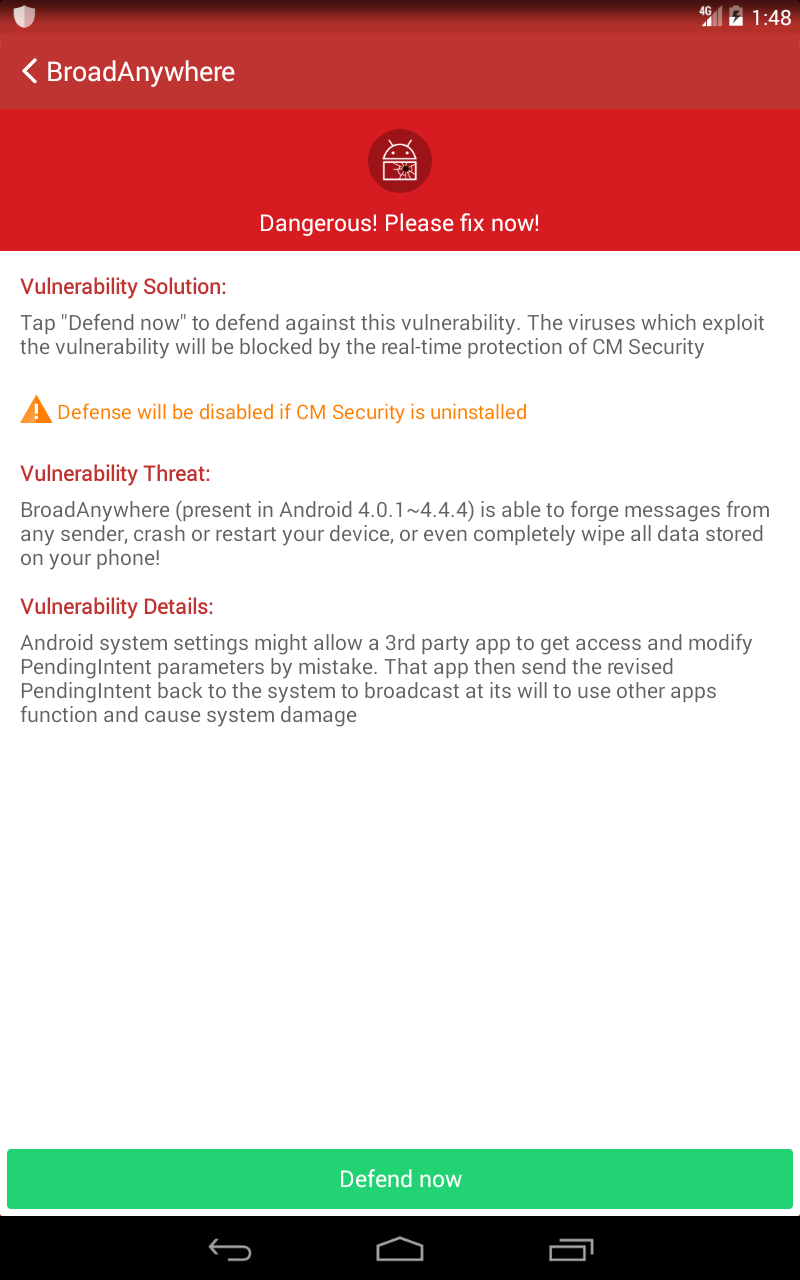 4G 1:48
BroadAnywhere
Dangerous! Please fix now!
Vulnerability Solution:
Tap "Defend now" to defend against this vulnerability. The viruses which exploit
the vulnerability will be blocked by the real-time protection of CM Security
Defense will be disabled if CM Security is uninstalled
Vulnerability Threat:
BroadAnywhere (present in Android 4.0.1~4.4.4) is able to forge messages from
any sender, crash or restart your device, or even completely wipe all data stored
on your phone!
Vulnerability Details:
Android system settings might allow a 3rd party app to get access and modify
PendingIntent parameters by mistake. That app then send the revised
PendingIntent back to the system to broadcast at its will to use other apps
function and cause system damage
Defend now